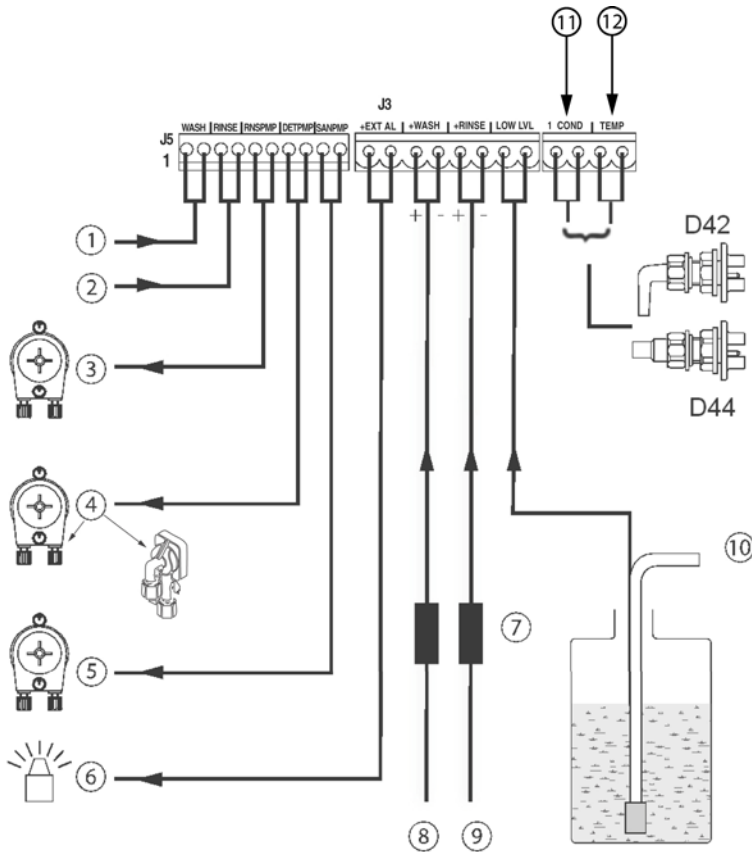 11 12
J3
WASH RINSE RNSPMP DETPMP SANPMP
+EXT AL +WASH +RINSE LOW LVL
1 COND TEMP
J5
1
+ - + -
1
D42
2
3
D44
4
10
7
5
6
8 9